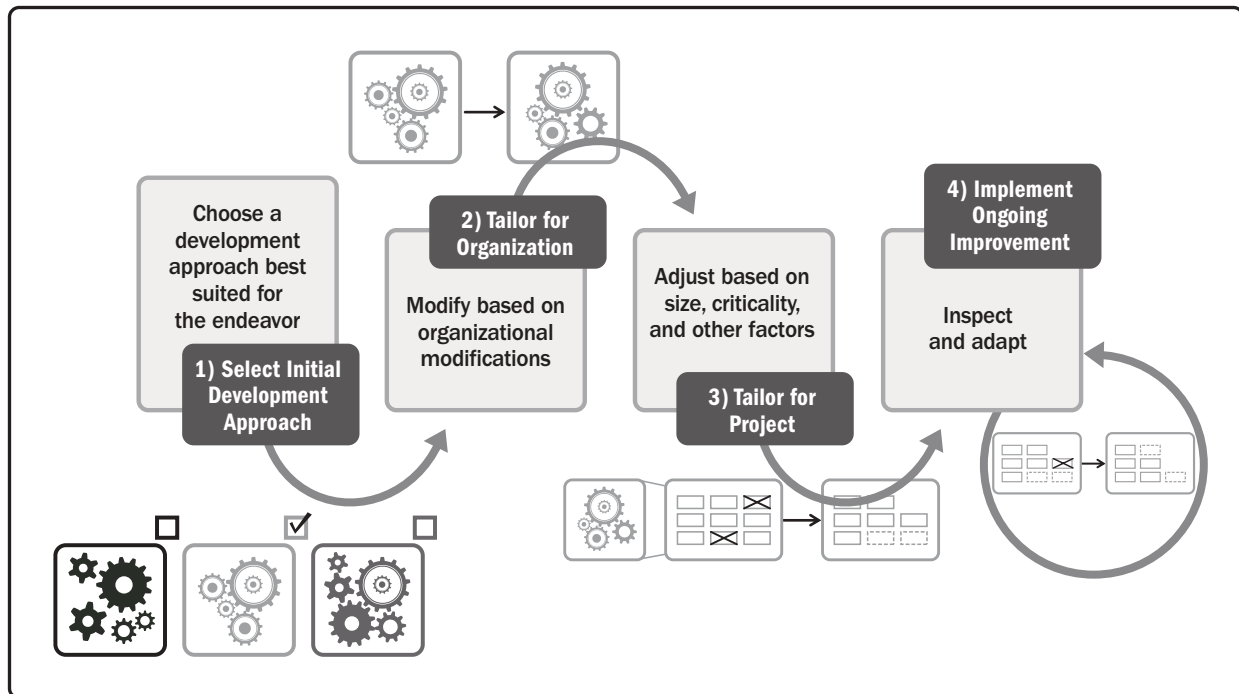 Choose a
development
approach best
suited for
the endeavor
1) Select Initial
Development
Approach
2) Tailor for
Organization
Modify based on
organizational
modifications
Adjust based on
size, criticality,
and other factors
3) Tailor for
Project
4) Implement
Ongoing
Improvement
Inspect
and adapt